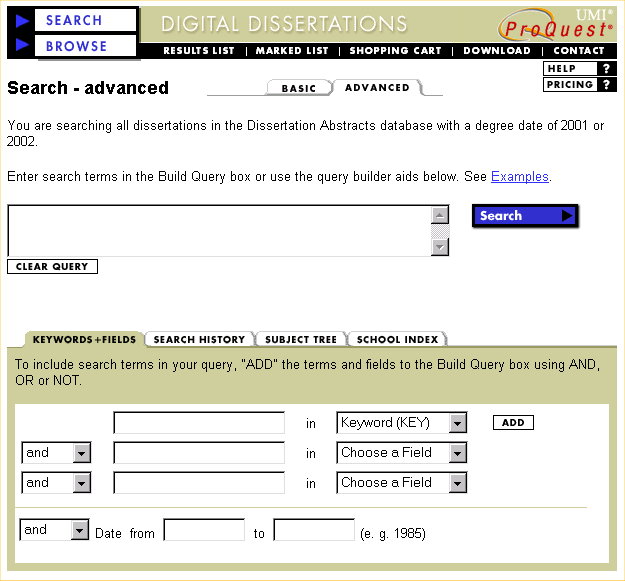 SEARCH
BROWSE
DIGITAL DISSERTATIONS
UMI®
ProQuest®
RESULTS LIST | MARKED LIST | SHOPPING CART | DOWNLOAD | CONTACT
HELP ?
PRICING ?
Search - advanced
BASIC
ADVANCED
You are searching all dissertations in the Dissertation Abstracts database with a degree date of 2001 or
2002.
Enter search terms in the Build Query box or use the query builder aids below. See Examples.
Search
CLEAR QUERY
KEYWORDS+FIELDS SEARCH HISTORY SUBJECT TREE SCHOOL INDEX
To include search terms in your query, "ADD" the terms and fields to the Build Query box using AND,
OR or NOT.
in Keyword (KEY) ADD
and in Choose a Field
and in Choose a Field
and Date from to (e. g. 1985)